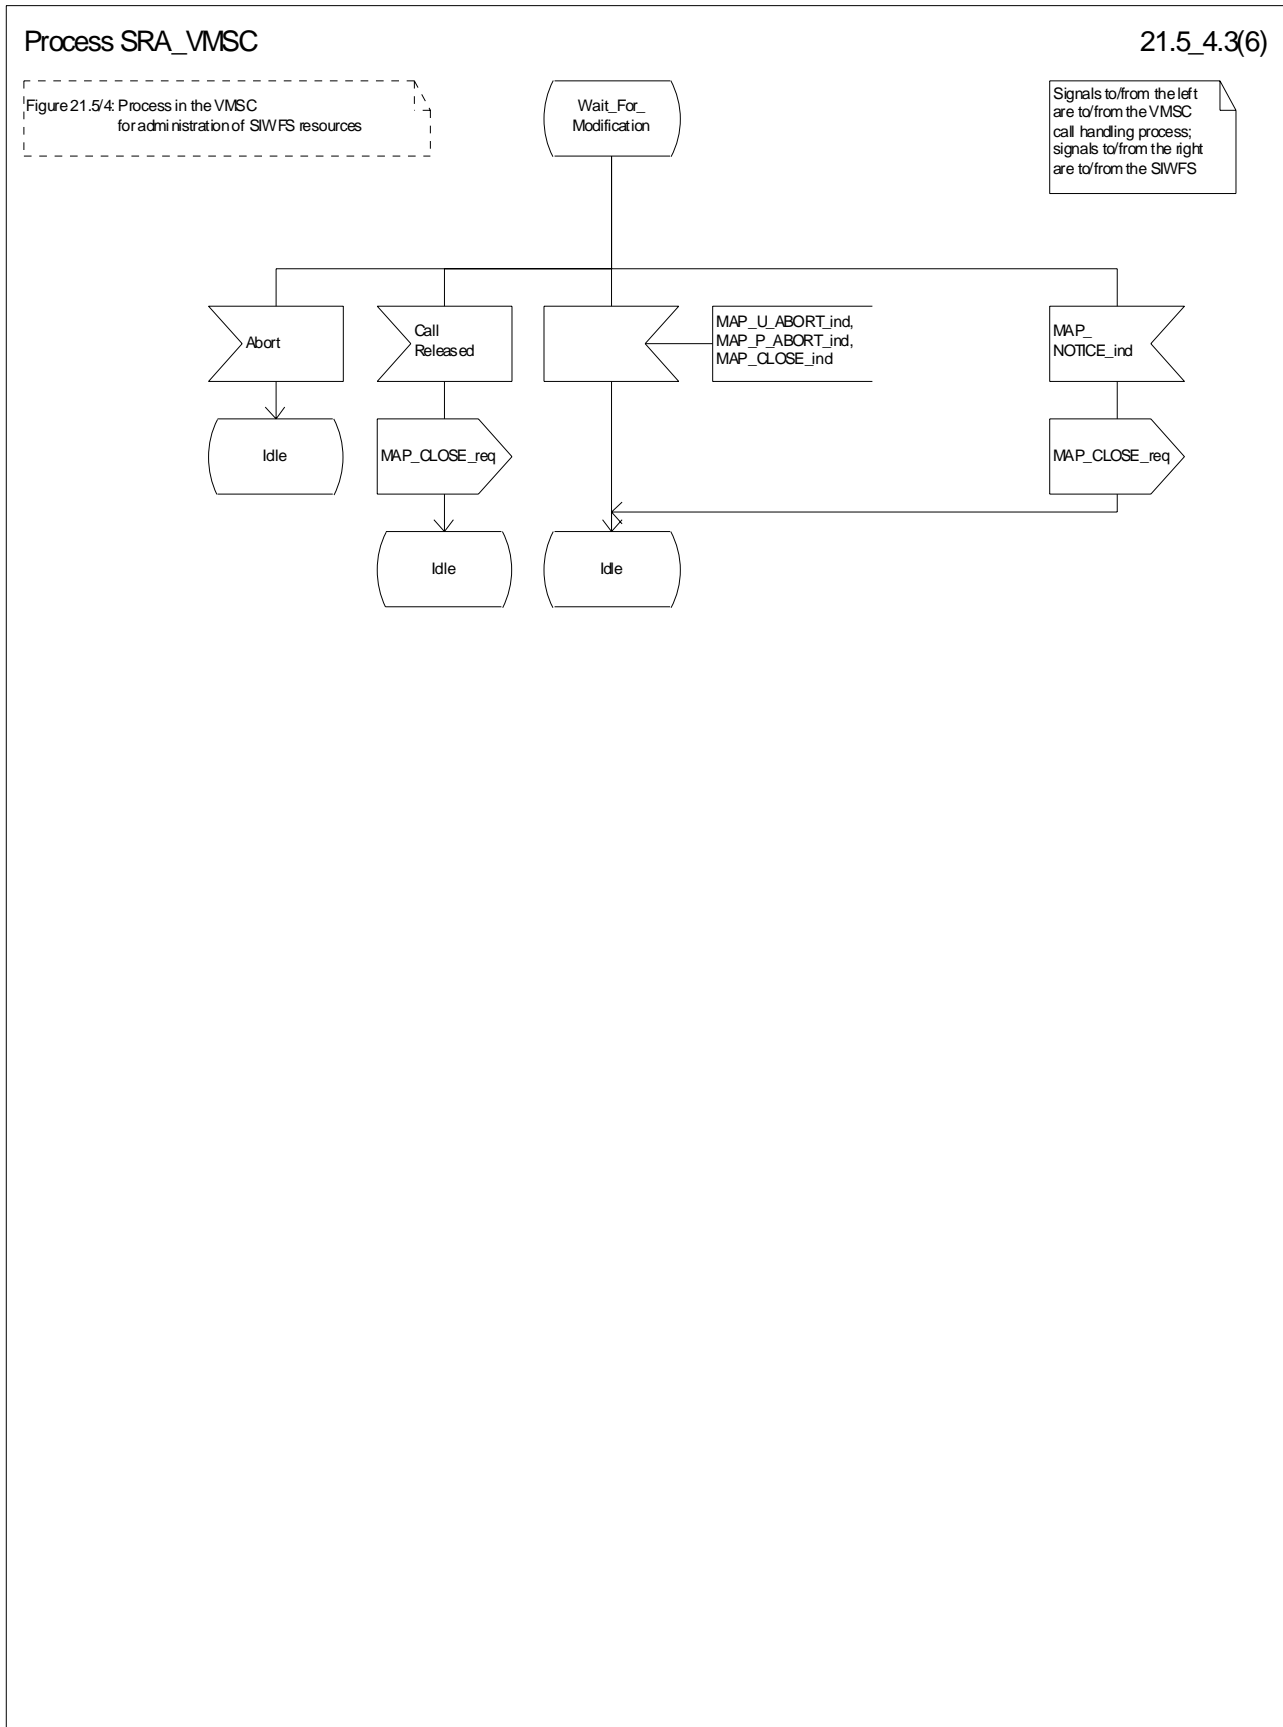 Process SRA_VMSC
21.5_4.3(6)
Figure 21.5/4: Process in the VMSC
for administration of SIWFS resources
Wait_For_
Modification
Signals to/from the left
are to/from the VMSC
call handling process;
signals to/from the right
are to/from the SIWFS
Abort
Call
Released
MAP_U_ABORT_ind,
MAP_P_ABORT_ind,
MAP_CLOSE_ind
MAP_
NOTICE_ind
Idle
MAP_CLOSE_req
MAP_CLOSE_req
Idle
Idle